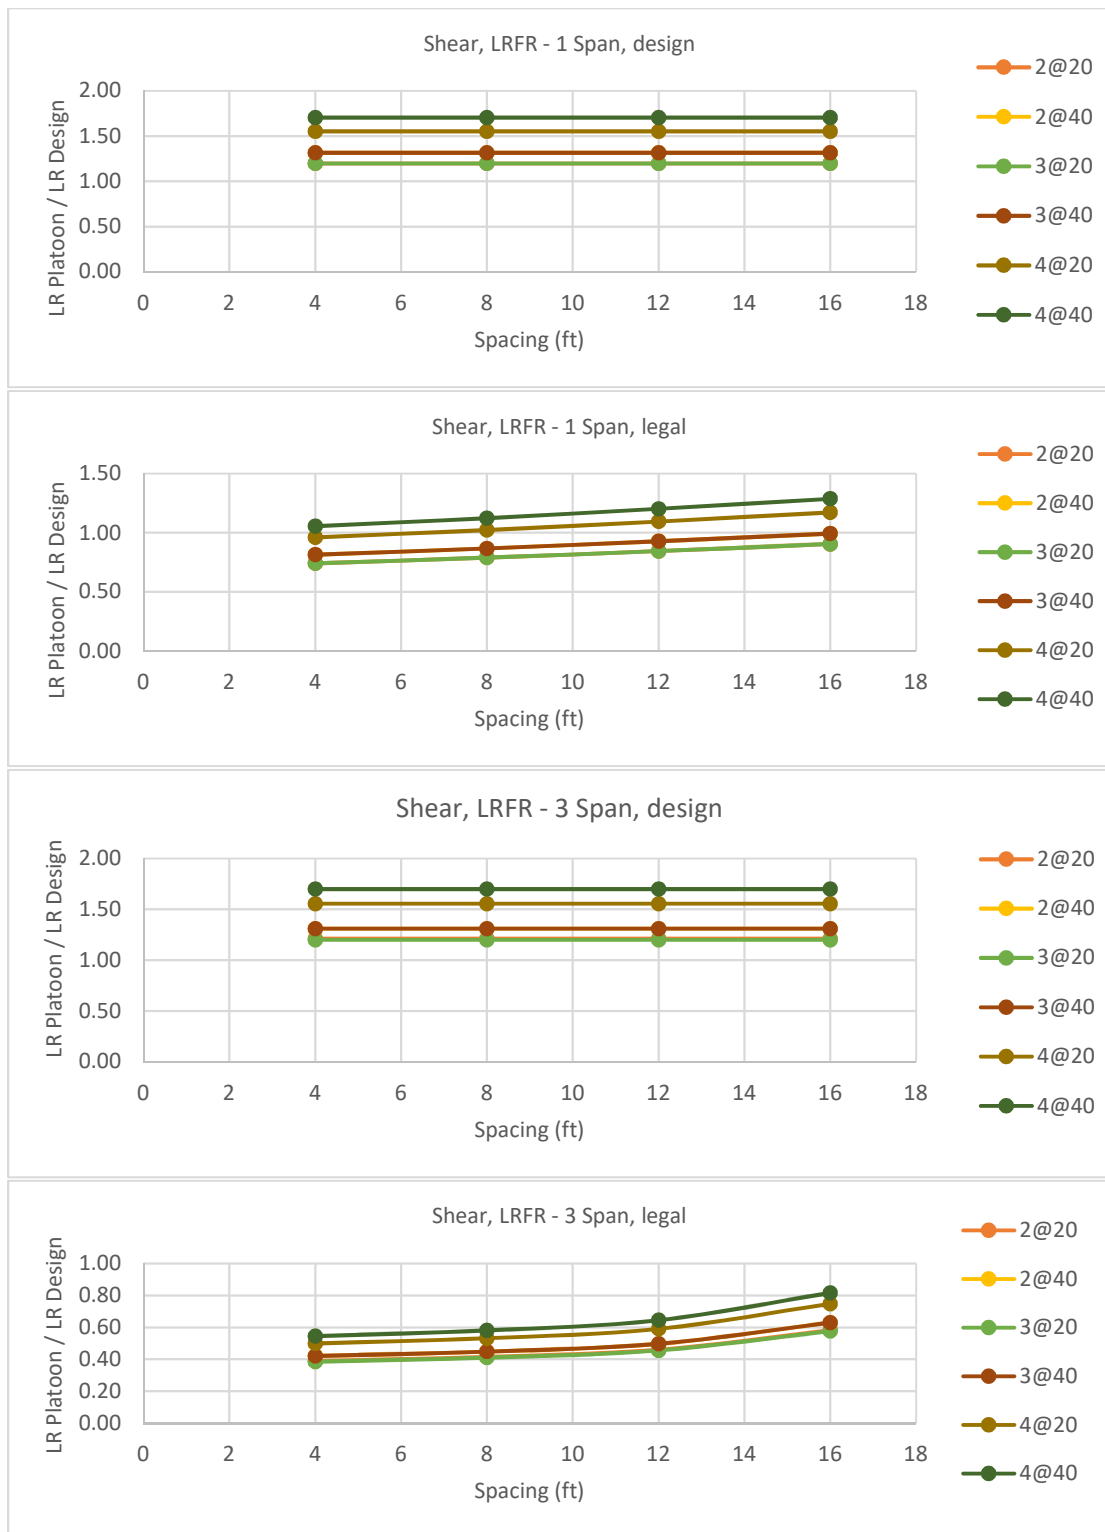 Shear, LRFR - 1 Span, design
LR Platoon / LR Design
2.00
1.50
1.00
0.50
0.00
0 2 4 6 8 10 12 14 16 18
Spacing (ft)
2@20
2@40
3@20
3@40
4@20
4@40
Shear, LRFR - 1 Span, legal
LR Platoon / LR Design
1.50
1.00
0.50
0.00
0 2 4 6 8 10 12 14 16 18
Spacing (ft)
2@20
2@40
3@20
3@40
4@20
4@40
Shear, LRFR - 3 Span, design
LR Platoon / LR Design
2.00
1.50
1.00
0.50
0.00
0 2 4 6 8 10 12 14 16 18
Spacing (ft)
2@20
2@40
3@20
3@40
4@20
4@40
Shear, LRFR - 3 Span, legal
LR Platoon / LR Design
1.00
0.80
0.60
0.40
0.20
0.00
0 2 4 6 8 10 12 14 16 18
Spacing (ft)
2@20
2@40
3@20
3@40
4@20
4@40